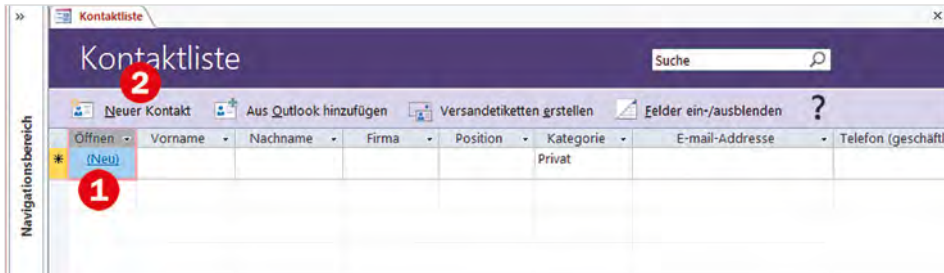 » Kontaktliste ×
Kontaktliste
Suche
2
Neuer Kontakt Aus Outlook hinzufügen Versandetiketten erstellen Felder ein-/ausblenden ?
Öffnen Vorname Nachname Firma Position Kategorie E-mail-Addresse Telefon (geschäftl
* (Neu) Privat
1
Navigationsbereich